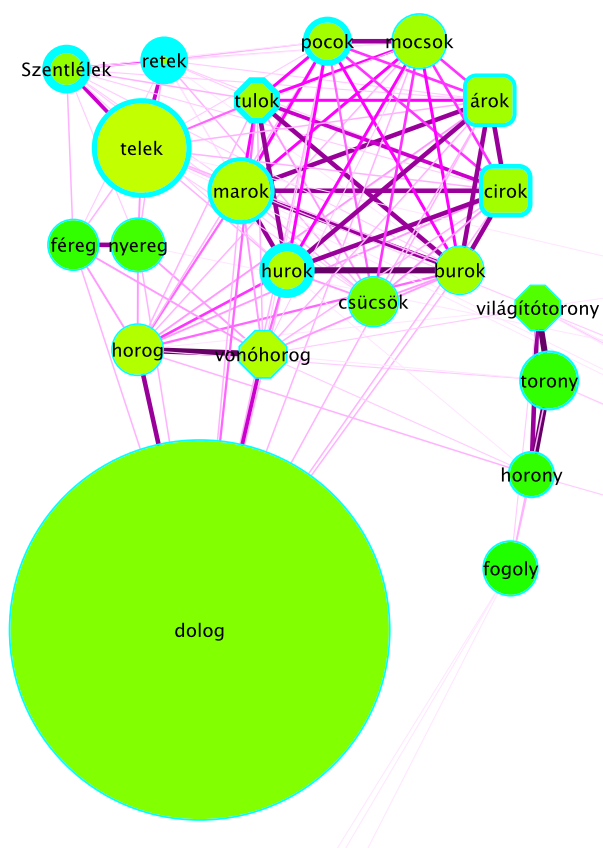 pocok
mocsok
retek
Szentlélek
tulok
árok
telek
marok
cirok
féreg
nyereg
hurok
burok
csücsök
világítótorony
horog
vonóhorog
torony
horony
fogoly
dolog